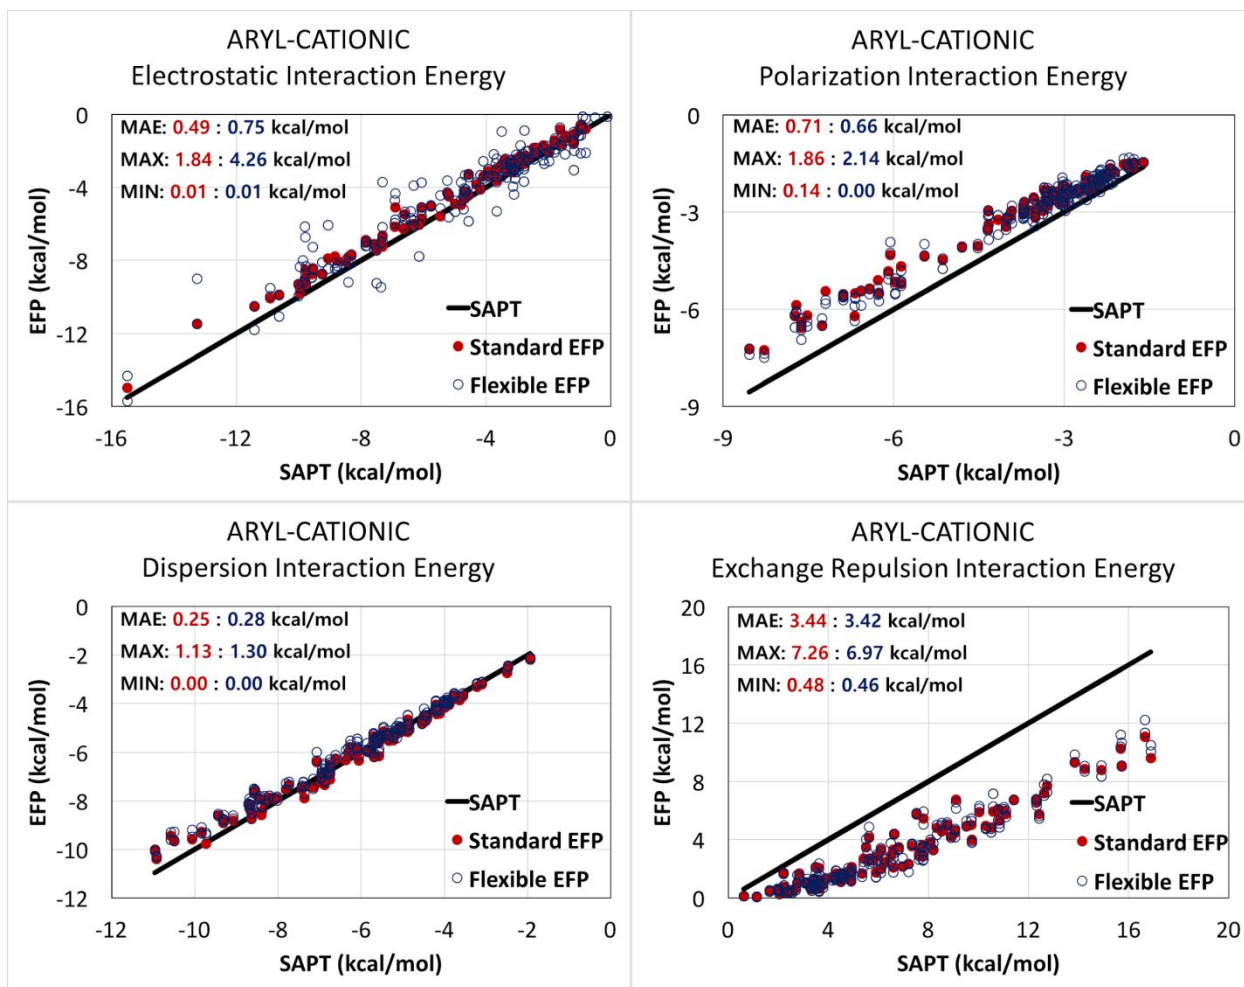 ARYL-CATIONIC
Electrostatic Interaction Energy
MAE: 0.49 : 0.75 kcal/mol
MAX: 1.84 : 4.26 kcal/mol
MIN: 0.01 : 0.01 kcal/mol
0
-4
-8
-12
-16
EFP (kcal/mol)
SAPT
Standard EFP
Flexible EFP
-16 -12 -8 -4 0
SAPT (kcal/mol)
ARYL-CATIONIC
Polarization Interaction Energy
MAE: 0.71 : 0.66 kcal/mol
MAX: 1.86 : 2.14 kcal/mol
MIN: 0.14 : 0.00 kcal/mol
0
-3
-6
-9
EFP (kcal/mol)
SAPT
Standard EFP
Flexible EFP
-9 -6 -3 0
SAPT (kcal/mol)
ARYL-CATIONIC
Dispersion Interaction Energy
MAE: 0.25 : 0.28 kcal/mol
MAX: 1.13 : 1.30 kcal/mol
MIN: 0.00 : 0.00 kcal/mol
0
-2
-4
-6
-8
-10
-12
EFP (kcal/mol)
SAPT
Standard EFP
Flexible EFP
-12 -10 -8 -6 -4 -2 0
SAPT (kcal/mol)
ARYL-CATIONIC
Exchange Repulsion Interaction Energy
MAE: 3.44 : 3.42 kcal/mol
MAX: 7.26 : 6.97 kcal/mol
MIN: 0.48 : 0.46 kcal/mol
20
16
12
8
4
0
EFP (kcal/mol)
SAPT
Standard EFP
Flexible EFP
0 4 8 12 16 20
SAPT (kcal/mol)